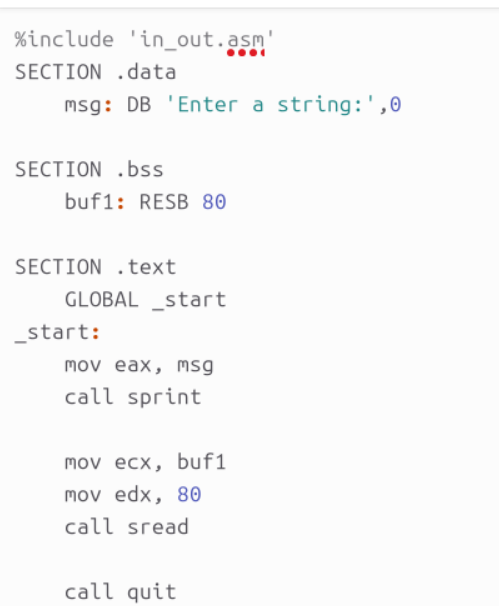 %include 'in_out.asm'
SECTION .data
msg: DB 'Enter a string:',0
SECTION .bss
buf1: RESB 80
SECTION .text
GLOBAL _start
_start:
mov eax, msg
call sprint
mov ecx, buf1
mov edx, 80
call sread
call quit